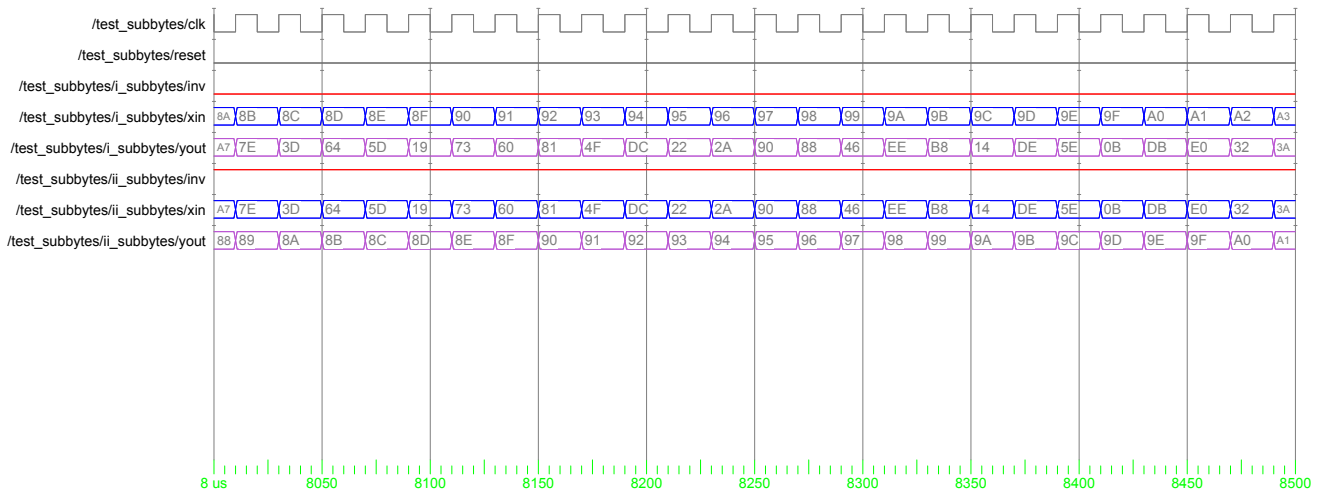 /test_subbytes/clk
/test_subbytes/reset
/test_subbytes/i_subbytes/inv
/test_subbytes/i_subbytes/xin 8A 8B 8C 8D 8E 8F 90 91 92 93 94 95 96 97 98 99 9A 9B 9C 9D 9E 9F A0 A1 A2 A3
/test_subbytes/i_subbytes/yout A7 7E 3D 64 5D 19 73 60 81 4F DC 22 2A 90 88 46 EE B8 14 DE 5E 0B DB E0 32 3A
/test_subbytes/ii_subbytes/inv
/test_subbytes/ii_subbytes/xin A7 7E 3D 64 5D 19 73 60 81 4F DC 22 2A 90 88 46 EE B8 14 DE 5E 0B DB E0 32 3A
/test_subbytes/ii_subbytes/yout 88 89 8A 8B 8C 8D 8E 8F 90 91 92 93 94 95 96 97 98 99 9A 9B 9C 9D 9E 9F A0 A1
8 us 8050 8100 8150 8200 8250 8300 8350 8400 8450 8500